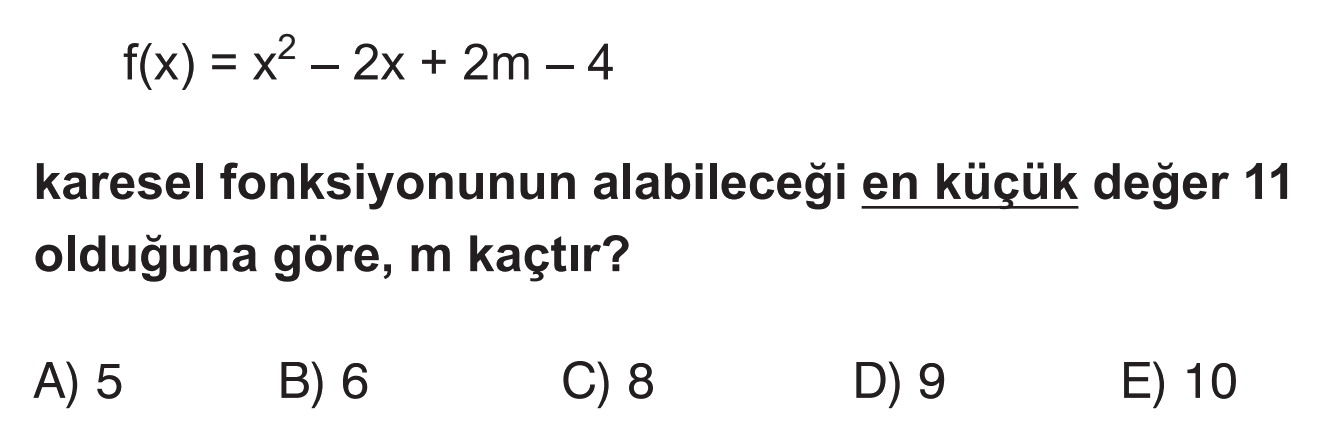 f(x) = x² – 2x + 2m – 4
karesel fonksiyonunun alabileceği en küçük değer 11
olduğuna göre, m kaçtır?
A) 5 B) 6 C) 8 D) 9 E) 10